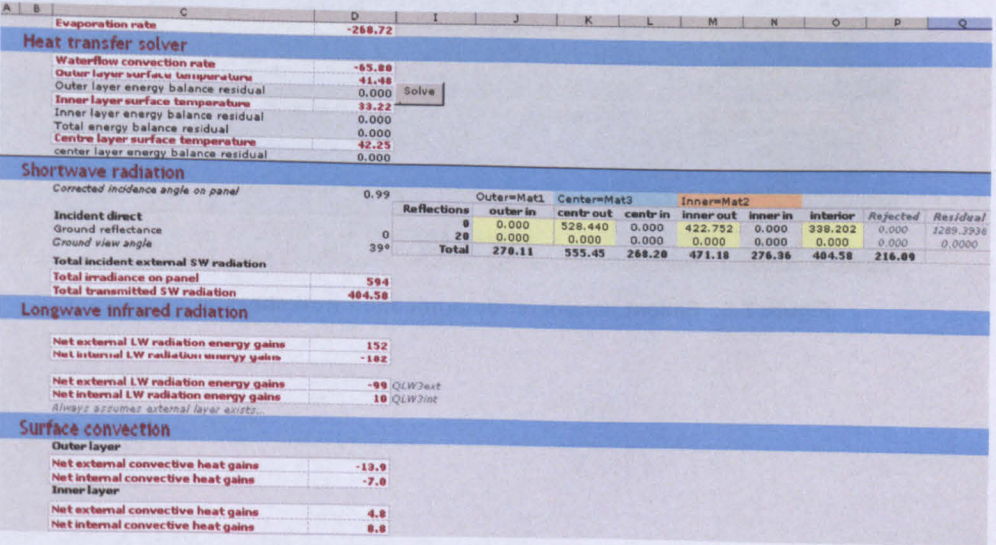 A B C D I J K L M N O P Q
Evaporation rate -268.72
Heat transfer solver
Waterflow convection rate -65.80
Outer layer surface temperature 41.48
Outer layer energy balance residual 0.000 Solve
Inner layer surface temperature 33.22
Inner layer energy balance residual 0.000
Total energy balance residual 0.000
Centre layer surface temperature 42.25
center layer energy balance residual 0.000
Shortwave radiation
Corrected incidence angle on panel 0.99 Outer=Mat1 Center=Mat3 Inner=Mat2
Reflections outer in centr out centr in inner out inner in interior Rejected Residual
Incident direct 0 0.000 528.440 0.000 422.752 0.000 338.202 0.000 1289.3936
Ground reflectance 0 20 0.000 0.000 0.000 0.000 0.000 0.000 0.000 0.0000
Ground view angle 39° Total 270.11 555.45 268.20 471.18 276.36 404.58 216.09
Total incident external SW radiation
Total irradiance on panel 594
Total transmitted SW radiation 404.58
Longwave infrared radiation
Net external LW radiation energy gains 152
Net internal LW radiation energy gains -182
Net external LW radiation energy gains -99 QLW3ext
Net internal LW radiation energy gains 10 QLW3int
Always assumes external layer exists...
Surface convection
Outer layer
Net external convective heat gains -13.9
Net internal convective heat gains -7.0
Inner layer
Net external convective heat gains 4.8
Net internal convective heat gains 8.8